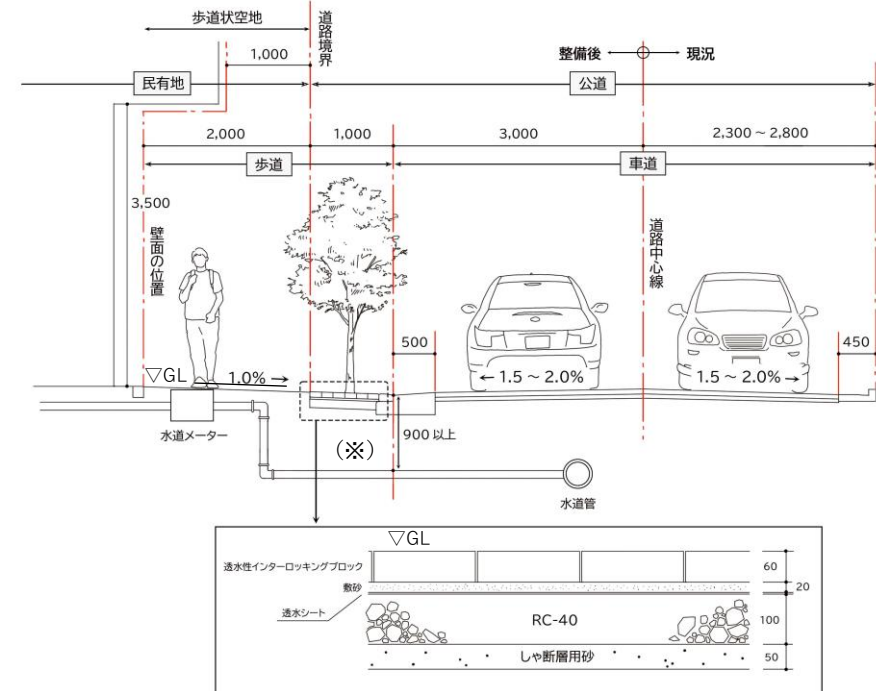 歩道状空地
道路境界
1,000
整備後
現況
民有地
公道
2,000
1,000
3,000
2,300～2,800
歩道
車道
3,500
壁面の位置
道路中心線
500
450
▽GL
1.0%
← 1.5～2.0%
1.5～2.0% →
水道メーター
（※）
900 以上
水道管
▽GL
透水性インターロッキングブロック
60
敷砂
20
透水シート
RC-40
100
しゃ断層用砂
50